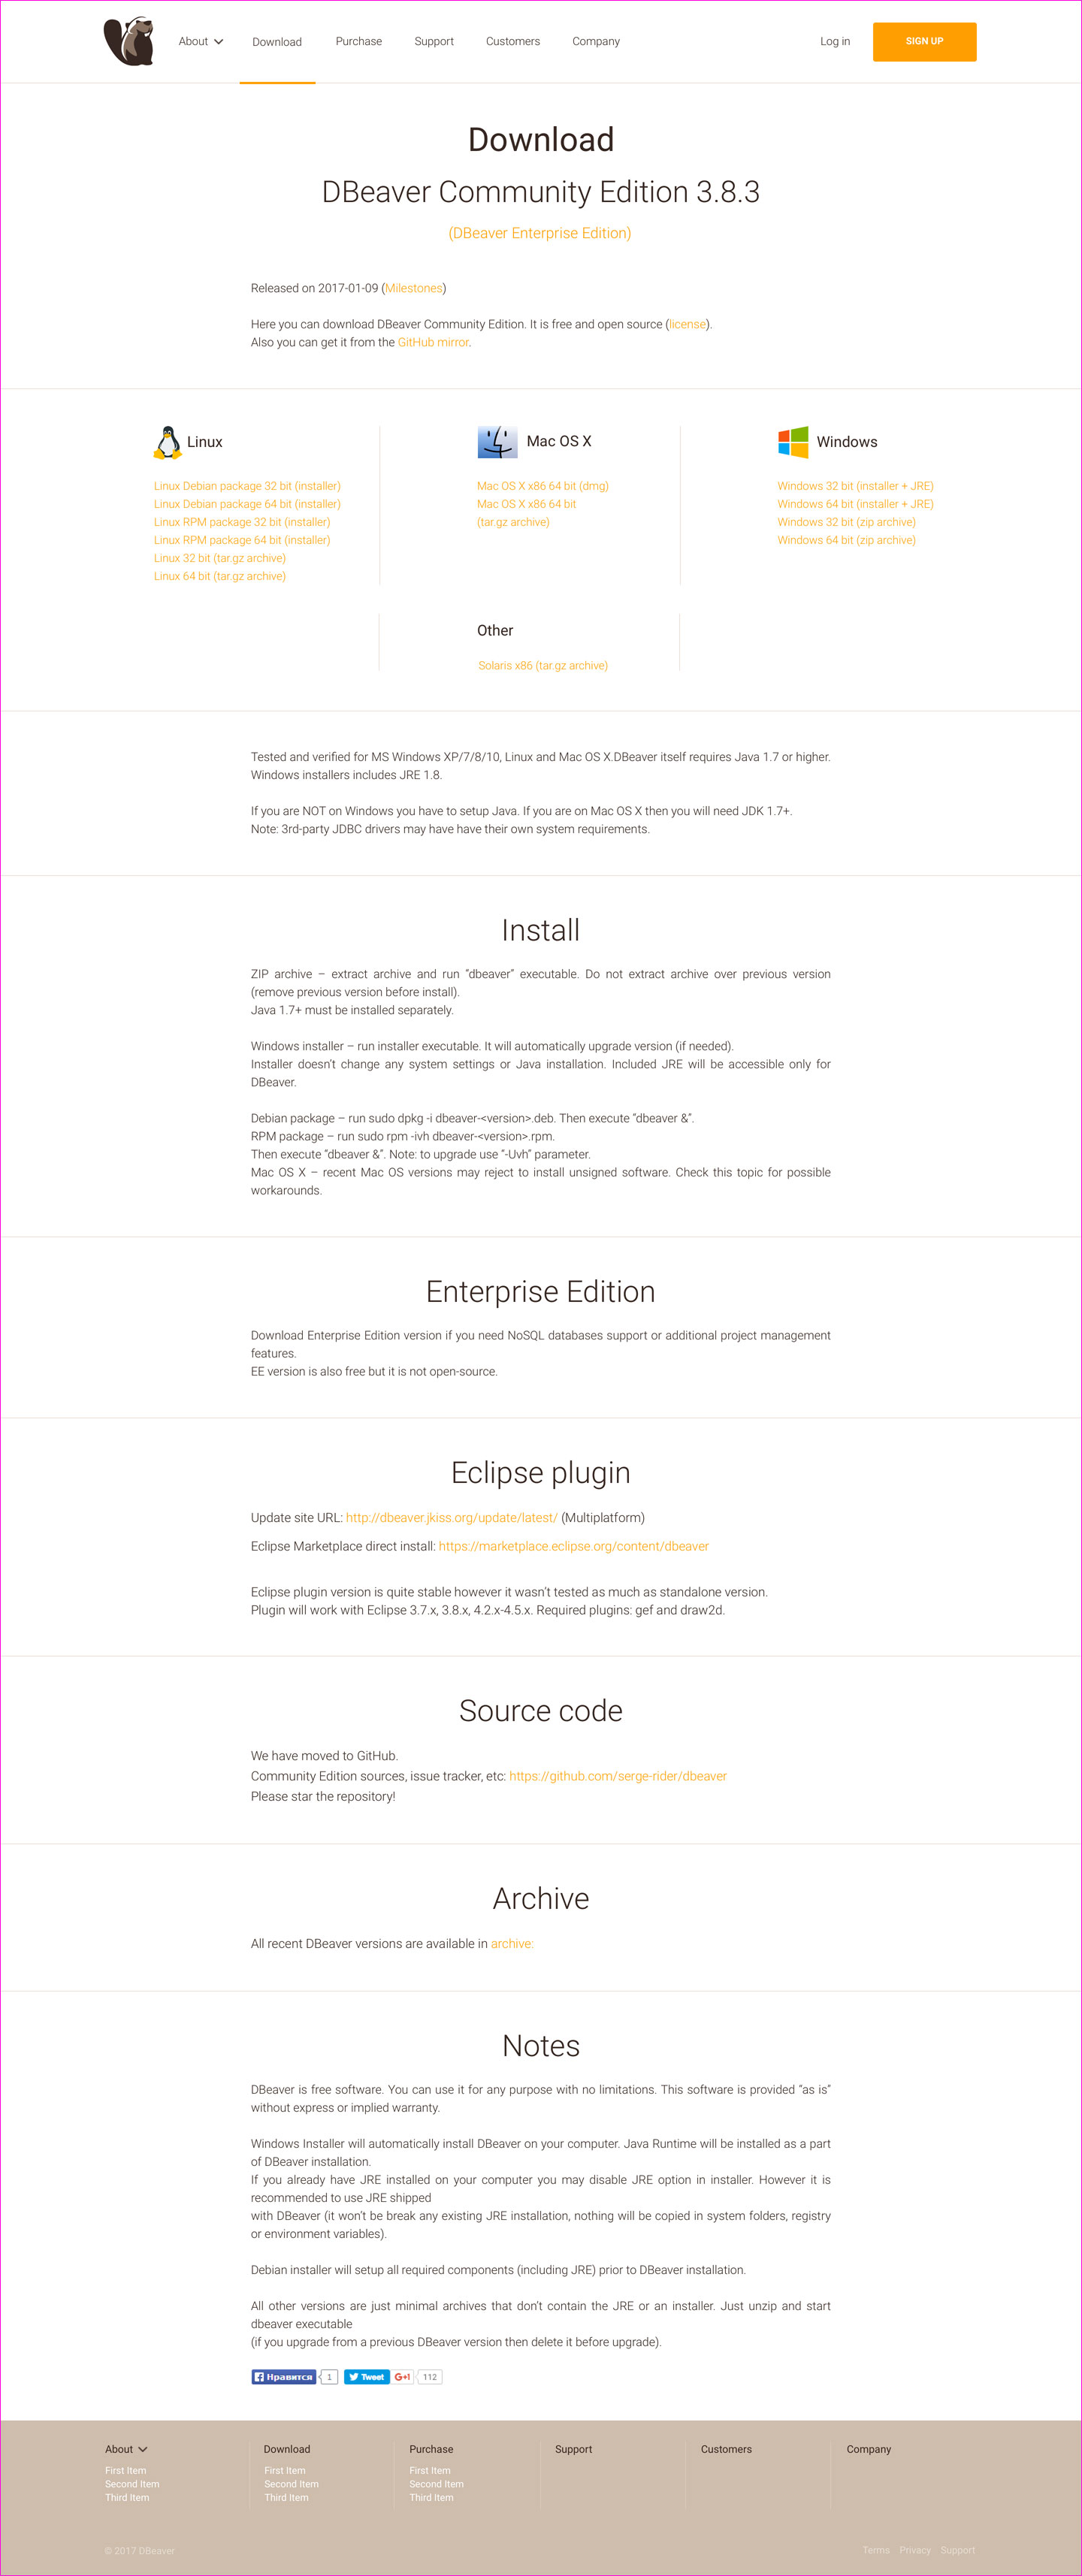 About
Download
Purchase
Support
Customers
Company
Log in
SIGN UP
Download
DBeaver Community Edition 3.8.3
(DBeaver Enterprise Edition)
Released on 2017-01-09 (Milestones)
Here you can download DBeaver Community Edition. It is free and open source (license).
Also you can get it from the GitHub mirror.
Linux
Linux Debian package 32 bit (installer)
Linux Debian package 64 bit (installer)
Linux RPM package 32 bit (installer)
Linux RPM package 64 bit (installer)
Linux 32 bit (tar.gz archive)
Linux 64 bit (tar.gz archive)
Mac OS X
Mac OS X x86 64 bit (dmg)
Mac OS X x86 64 bit
(tar.gz archive)
Windows
Windows 32 bit (installer + JRE)
Windows 64 bit (installer + JRE)
Windows 32 bit (zip archive)
Windows 64 bit (zip archive)
Other
Solaris x86 (tar.gz archive)
Tested and verified for MS Windows XP/7/8/10, Linux and Mac OS X.DBeaver itself requires Java 1.7 or higher.
Windows installers includes JRE 1.8.
If you are NOT on Windows you have to setup Java. If you are on Mac OS X then you will need JDK 1.7+.
Note: 3rd-party JDBC drivers may have have their own system requirements.
Install
ZIP archive – extract archive and run “dbeaver” executable. Do not extract archive over previous version
(remove previous version before install).
Java 1.7+ must be installed separately.
Windows installer – run installer executable. It will automatically upgrade version (if needed).
Installer doesn’t change any system settings or Java installation. Included JRE will be accessible only for
DBeaver.
Debian package – run sudo dpkg -i dbeaver-<version>.deb. Then execute “dbeaver &”.
RPM package – run sudo rpm -ivh dbeaver-<version>.rpm.
Then execute “dbeaver &”. Note: to upgrade use “-Uvh” parameter.
Mac OS X – recent Mac OS versions may reject to install unsigned software. Check this topic for possible
workarounds.
Enterprise Edition
Download Enterprise Edition version if you need NoSQL databases support or additional project management
features.
EE version is also free but it is not open-source.
Eclipse plugin
Update site URL: http://dbeaver.jkiss.org/update/latest/ (Multiplatform)
Eclipse Marketplace direct install: https://marketplace.eclipse.org/content/dbeaver
Eclipse plugin version is quite stable however it wasn’t tested as much as standalone version.
Plugin will work with Eclipse 3.7.x, 3.8.x, 4.2.x-4.5.x. Required plugins: gef and draw2d.
Source code
We have moved to GitHub.
Community Edition sources, issue tracker, etc: https://github.com/serge-rider/dbeaver
Please star the repository!
Archive
All recent DBeaver versions are available in archive:
Notes
DBeaver is free software. You can use it for any purpose with no limitations. This software is provided “as is”
without express or implied warranty.
Windows Installer will automatically install DBeaver on your computer. Java Runtime will be installed as a part
of DBeaver installation.
If you already have JRE installed on your computer you may disable JRE option in installer. However it is
recommended to use JRE shipped
with DBeaver (it won’t be break any existing JRE installation, nothing will be copied in system folders, registry
or environment variables).
Debian installer will setup all required components (including JRE) prior to DBeaver installation.
All other versions are just minimal archives that don’t contain the JRE or an installer. Just unzip and start
dbeaver executable
(if you upgrade from a previous DBeaver version then delete it before upgrade).
Нравится 1 Tweet G+1 112
About
First Item
Second Item
Third Item
Download
First Item
Second Item
Third Item
Purchase
First Item
Second Item
Third Item
Support
Customers
Company
© 2017 DBeaver
Terms Privacy Support